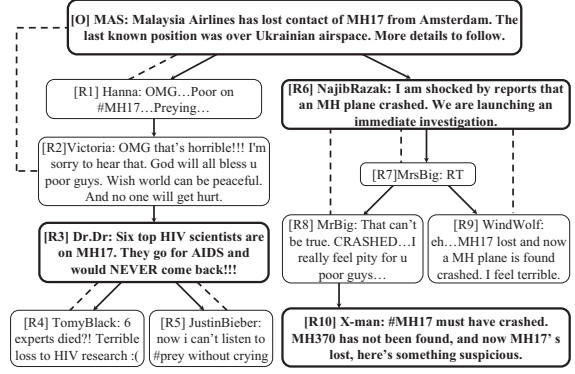 [O] MAS: Malaysia Airlines has lost contact of MH17 from Amsterdam. The
last known position was over Ukrainian airspace. More details to follow.
[R1] Hanna: OMG…Poor on
#MH17…Preying…
[R6] NajibRazak: I am shocked by reports that
an MH plane crashed. We are launching an
immediate investigation.
[R2]Victoria: OMG that's horrible!!! I'm
sorry to hear that. God will all bless u
poor guys. Wish world can be peaceful.
And no one will get hurt.
[R7]MrsBig: RT
[R3] Dr.Dr: Six top HIV scientists are
on MH17. They go for AIDS and
would NEVER come back!!!
[R8] MrBig: That can't
be true. CRASHED…I
really feel pity for u
poor guys…
[R9] WindWolf:
eh…MH17 lost and now
a MH plane is found
crashed. I feel terrible.
[R4] TomyBlack: 6
experts died?! Terrible
loss to HIV research :(
[R5] JustinBieber:
now i can't listen to
#prey without crying
[R10] X-man: #MH17 must have crashed.
MH370 has not been found, and now MH17' s
lost, here's something suspicious.